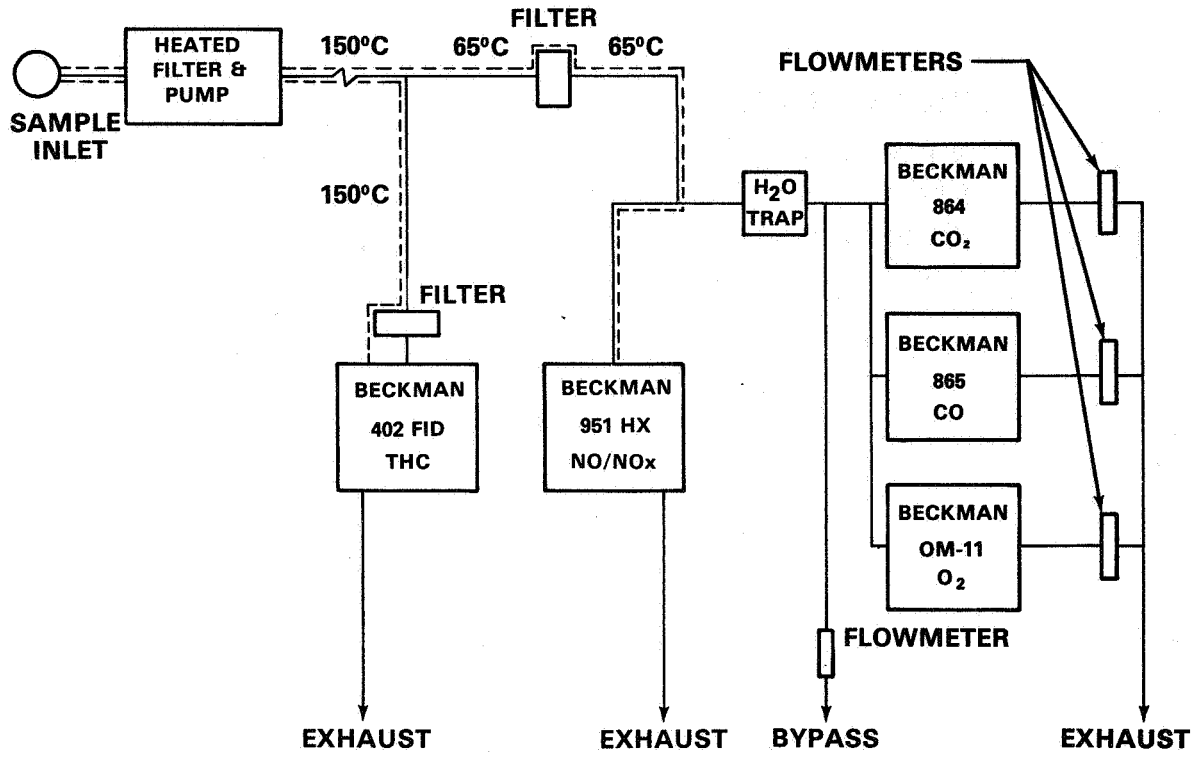 FILTER
HEATED
FILTER &
PUMP
150°C
65°C
65°C
FLOWMETERS
SAMPLE
INLET
150°C
H₂O
TRAP
BECKMAN
864
CO₂
FILTER
BECKMAN
402 FID
THC
BECKMAN
951 HX
NO/NOx
BECKMAN
865
CO
BECKMAN
OM-11
O₂
FLOWMETER
EXHAUST
EXHAUST
BYPASS
EXHAUST